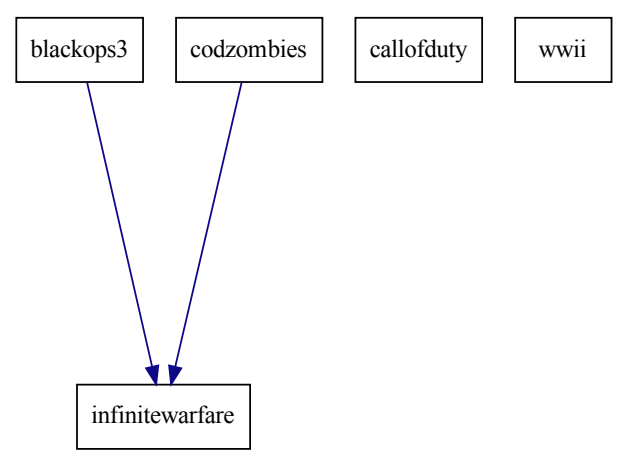 blackops3
codzombies
callofduty
wwii
infinitewarfare